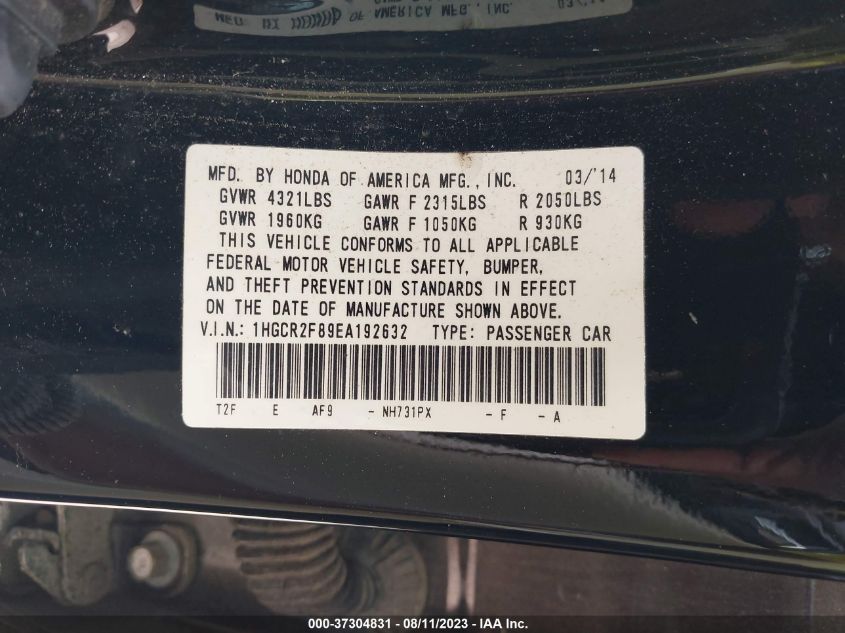 MFD. BY HONDA OF AMERICA MFG., INC. 03/'14
GVWR 4321LBS GAWR F 2315LBS R 2050LBS
GVWR 1960KG GAWR F 1050KG R 930KG
THIS VEHICLE CONFORMS TO ALL APPLICABLE
FEDERAL MOTOR VEHICLE SAFETY, BUMPER,
AND THEFT PREVENTION STANDARDS IN EFFECT
ON THE DATE OF MANUFACTURE SHOWN ABOVE.
V.I.N.: 1HGCR2F89EA192632 TYPE: PASSENGER CAR
T2F E AF9 - NH731PX - F - A
000-37304831 - 08/11/2023 - IAA Inc.